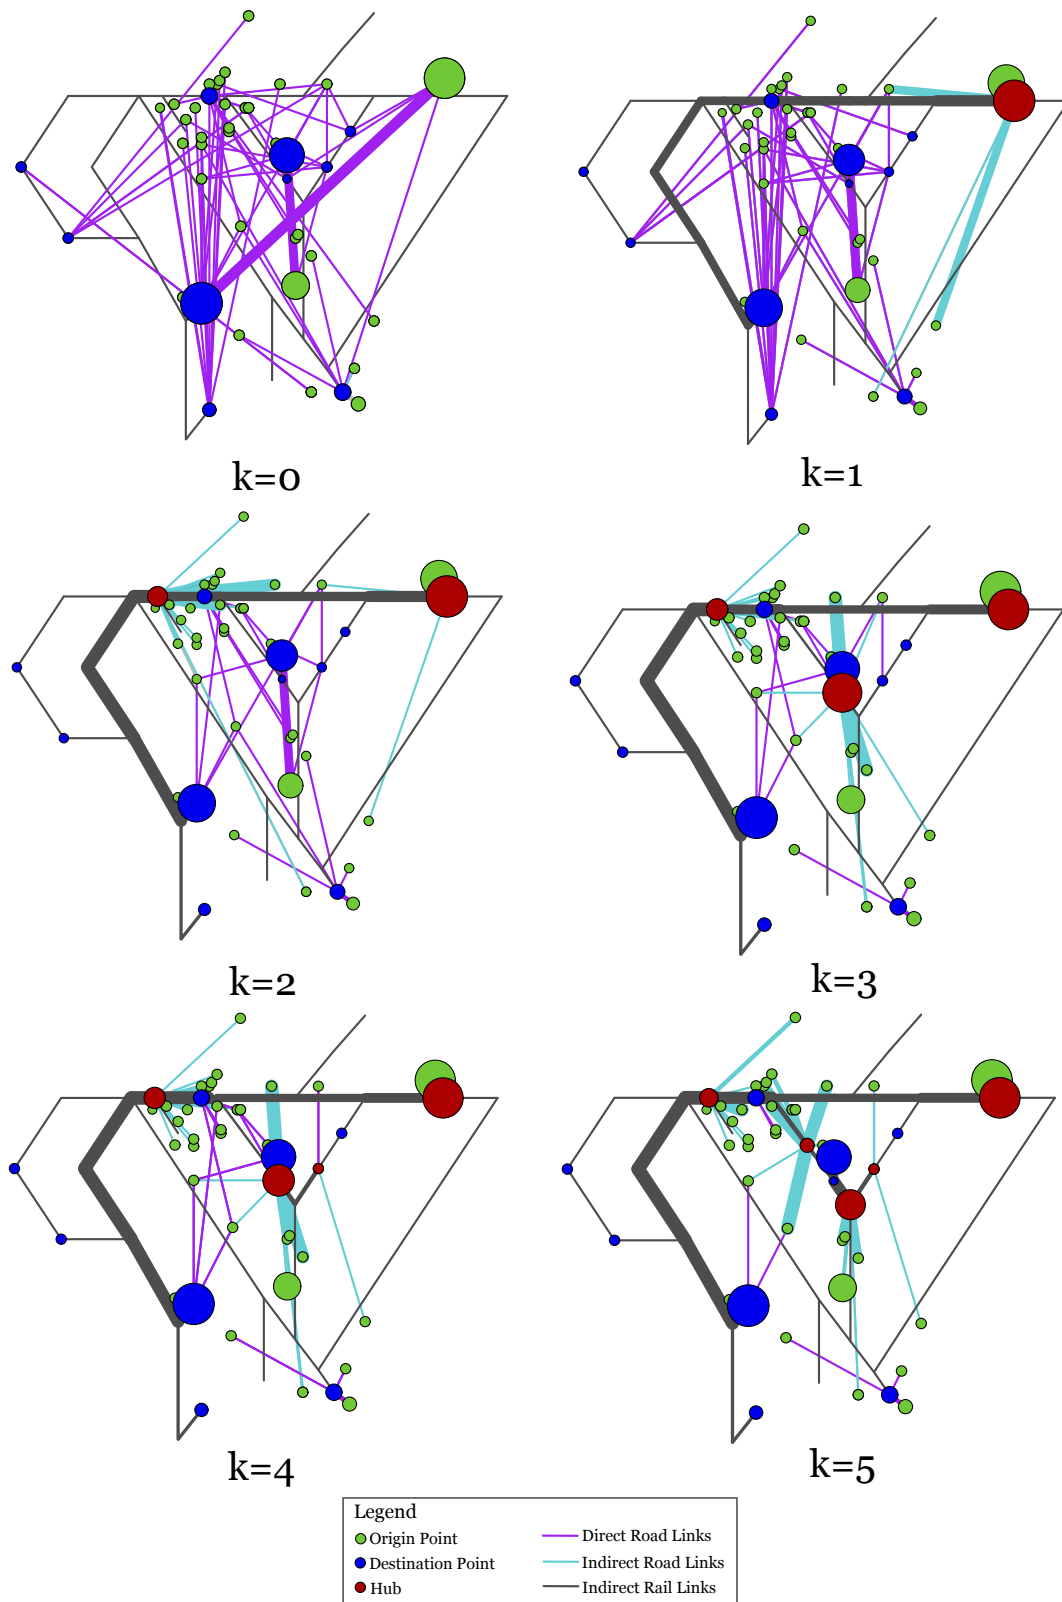 k=0
k=1
k=2
k=3
k=4
k=5
Legend
Origin Point
Direct Road Links
Destination Point
Indirect Road Links
Hub
Indirect Rail Links